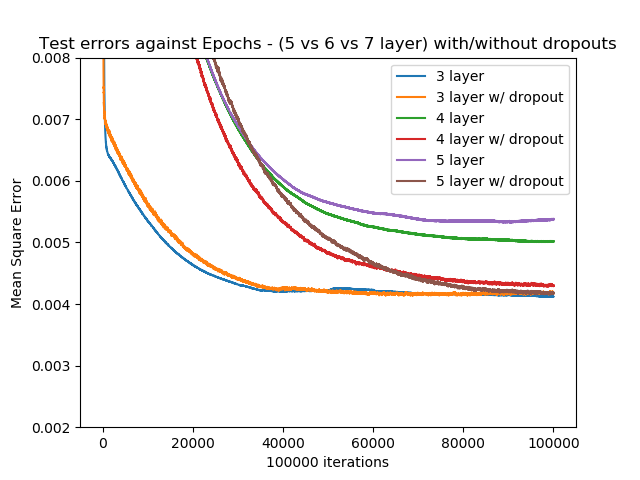 Test errors against Epochs - (5 vs 6 vs 7 layer) with/without dropouts
0.008
0.007
0.006
0.005
0.004
0.003
0.002
Mean Square Error
3 layer
3 layer w/ dropout
4 layer
4 layer w/ dropout
5 layer
5 layer w/ dropout
0
20000
40000
60000
80000
100000
100000 iterations